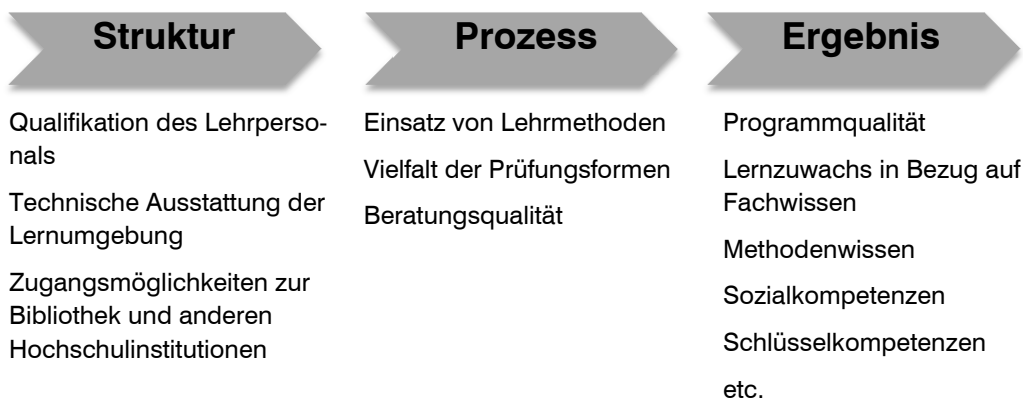 Struktur
Qualifikation des Lehrperso-
nals
Technische Ausstattung der
Lernumgebung
Zugangsmöglichkeiten zur
Bibliothek und anderen
Hochschulinstitutionen
Prozess
Einsatz von Lehrmethoden
Vielfalt der Prüfungsformen
Beratungsqualität
Ergebnis
Programmqualität
Lernzuwachs in Bezug auf
Fachwissen
Methodenwissen
Sozialkompetenzen
Schlüsselkompetenzen
etc.